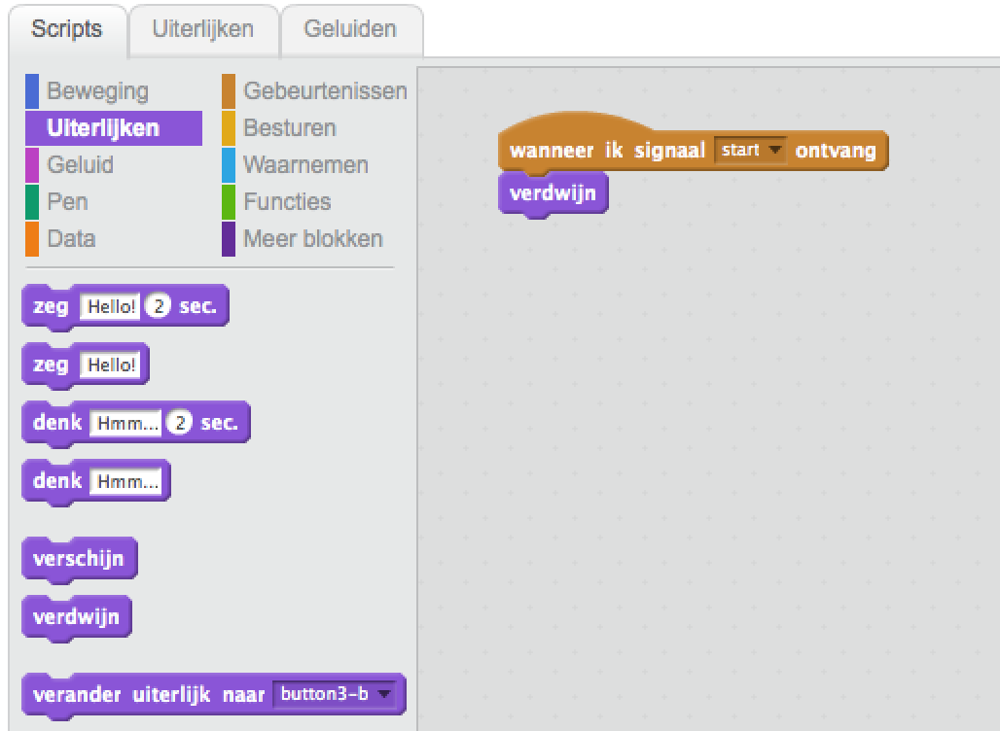 Scripts Uiterlijken Geluiden
Beweging Gebeurtenissen
Uiterlijken Besturen
Geluid Waarnemen
Pen Functies
Data Meer blokken
zeg Hello! 2 sec.
zeg Hello!
denk Hmm... 2 sec.
denk Hmm...
verschijn
verdwijn
verander uiterlijk naar button3-b
wanneer ik signaal start ontvang
verdwijn